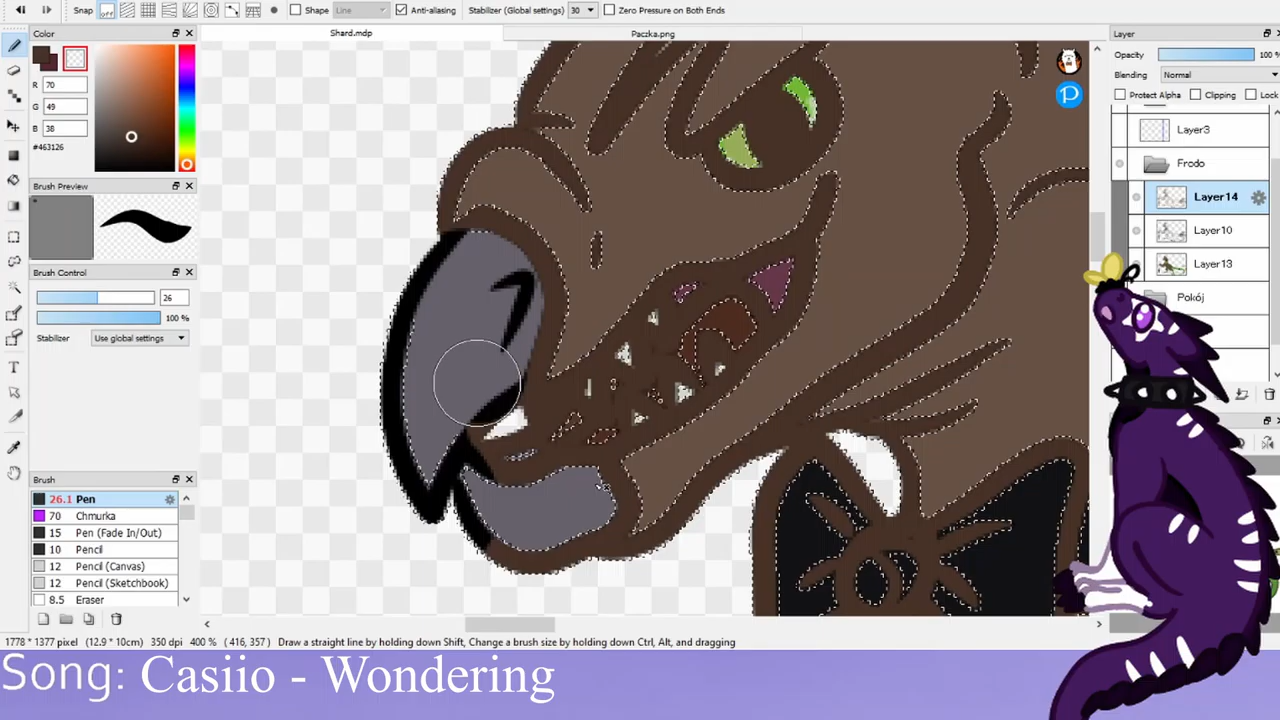 Snap off Shape Line Anti-aliasing Stabilizer (Global settings) 30 Zero Pressure on Both Ends
Color
Shard.mdp
Paczka.png
Layer
R 70
G 49
B 38
#463126
Opacity 100 %
Blending Normal
Protect Alpha Clipping Lock
Layer3
Frodo
Layer14
Layer10
Layer13
Pokój
Brush Preview
Brush Control
26
100 %
Stabilizer Use global settings
T
Brush
26.1 Pen
70 Chmurka
15 Pen (Fade In/Out)
10 Pencil
12 Pencil (Canvas)
12 Pencil (Sketchbook)
8.5 Eraser
1778 * 1377 pixel (12.9 * 10cm) 350 dpi 400 % ( 416, 357 ) Draw a straight line by holding down Shift, Change a brush size by holding down Ctrl, Alt, and dragging
Song: Casiio - Wondering